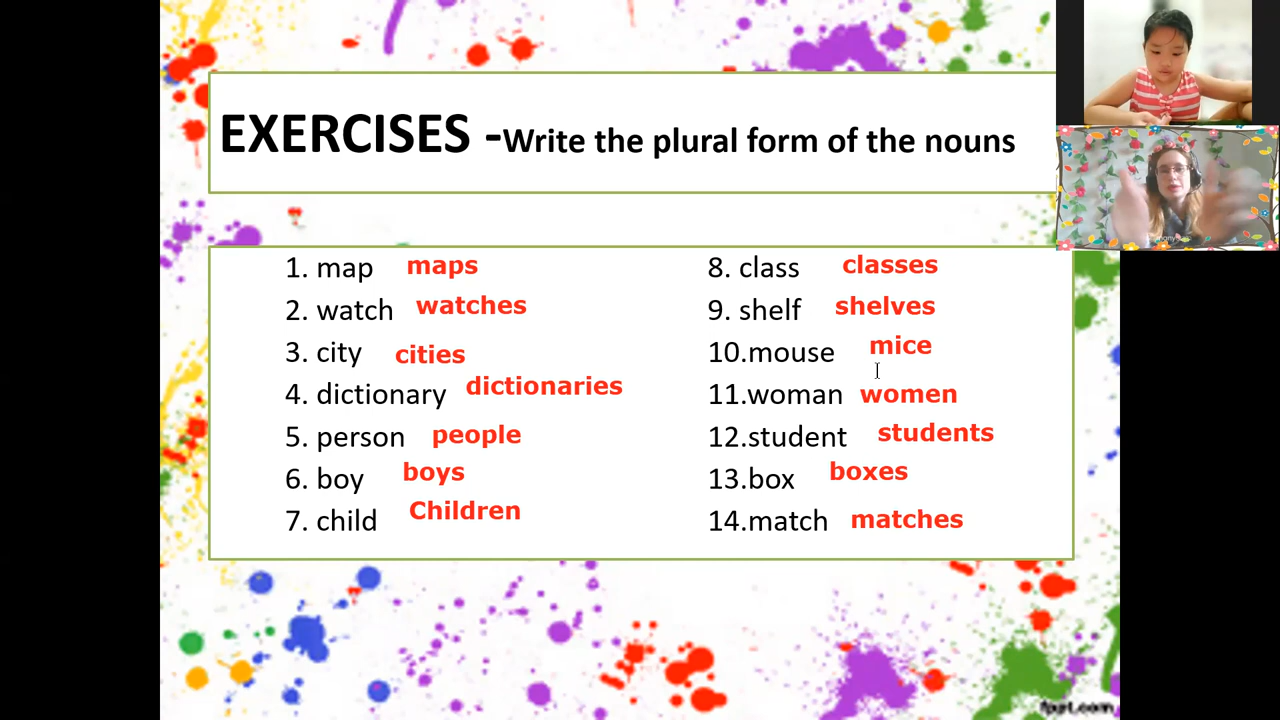 EXERCISES -Write the plural form of the nouns
1. map maps
2. watch watches
3. city cities
4. dictionary dictionaries
5. person people
6. boy boys
7. child Children
8. class classes
9. shelf shelves
10.mouse mice
11.woman women
12.student students
13.box boxes
14.match matches